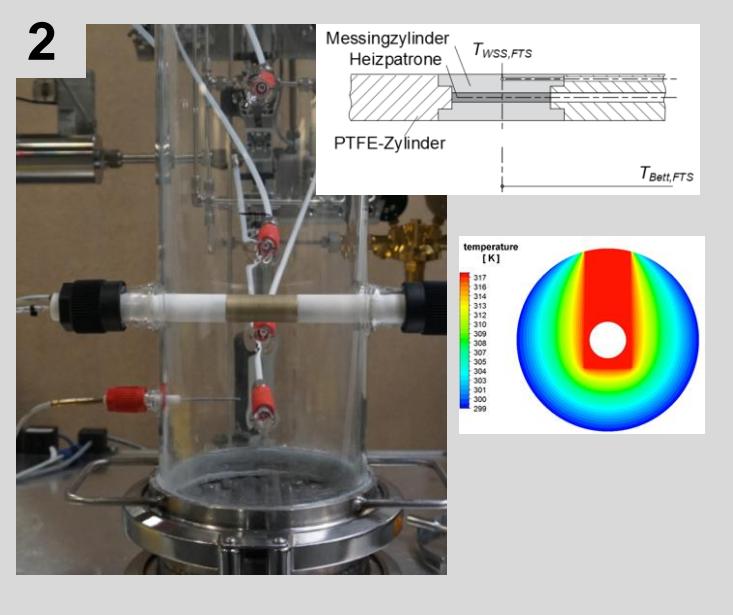 2
Messingzylinder
Heizpatrone
T_WSS,FTS
PTFE-Zylinder
T_Bett,FTS
temperature
[ K ]
317
316
314
313
312
310
309
308
307
305
304
303
301
300
299